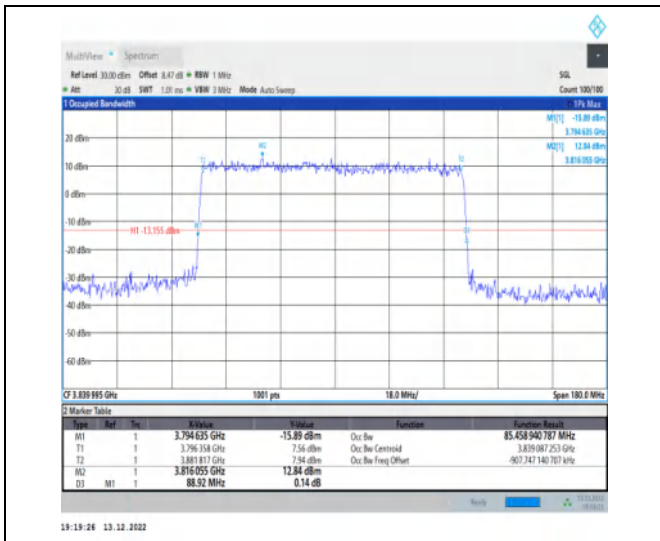 MultiView Spectrum
Ref Level 30.00 dBm Offset 8.47 dB RBW 1 MHz SGL
Att 30 dB SWT 1.01 ms VBW 3 MHz Mode Auto Sweep Count 100/100
1 Occupied Bandwidth 1Pk Max
M1[1] -15.89 dBm
3.794 635 GHz
M2[1] 12.84 dBm
3.816 055 GHz
20 dBm
M2
T1
T2
10 dBm
0 dBm
-10 dBm
M1
H1 -13.155 dBm
D3
-20 dBm
-30 dBm
-40 dBm
-50 dBm
-60 dBm
CF 3.839 995 GHz 1001 pts 18.0 MHz/ Span 180.0 MHz
2 Marker Table
Type Ref Trc X-Value Y-Value Function Function Result
M1 1 3.794 635 GHz -15.89 dBm Occ Bw 85.458 940 787 MHz
T1 1 3.796 358 GHz 7.56 dBm Occ Bw Centroid 3.839 087 253 GHz
T2 1 3.881 817 GHz 7.94 dBm Occ Bw Freq Offset -907.747 140 707 kHz
M2 1 3.816 055 GHz 12.84 dBm
D3 M1 1 88.92 MHz 0.14 dB
Ready
19:19:26 13.12.2022